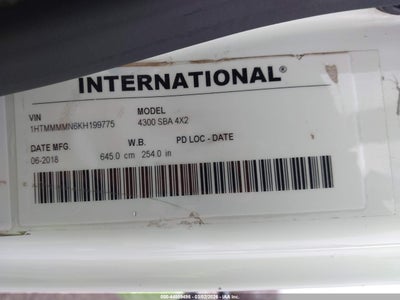 INTERNATIONAL®
VIN MODEL
1HTMMMMN6KH199775 4300 SBA 4X2
DATE MFG. W.B. PD LOC - DATE
06-2018 645.0 cm 254.0 in